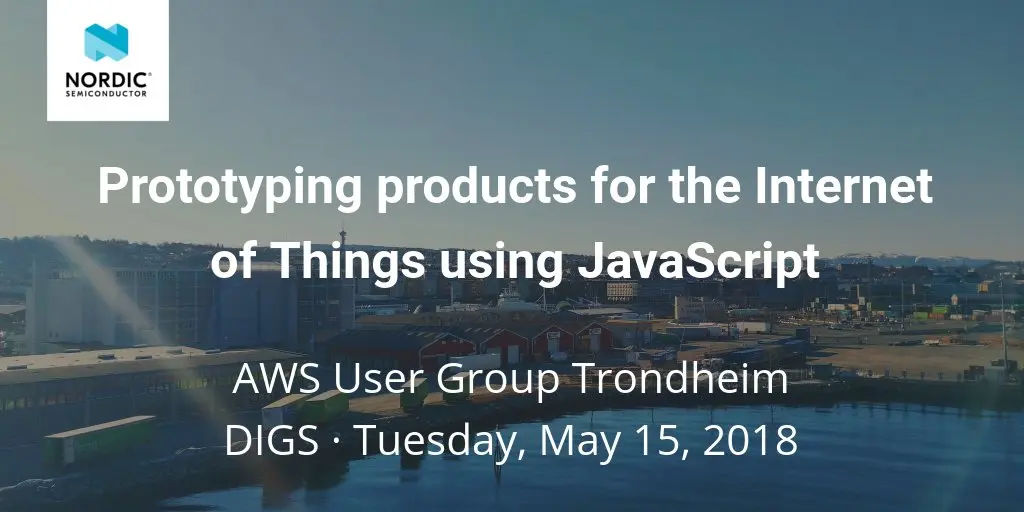 NORDIC®
SEMICONDUCTOR
Prototyping products for the Internet
of Things using JavaScript
AWS User Group Trondheim
DIGS · Tuesday, May 15, 2018